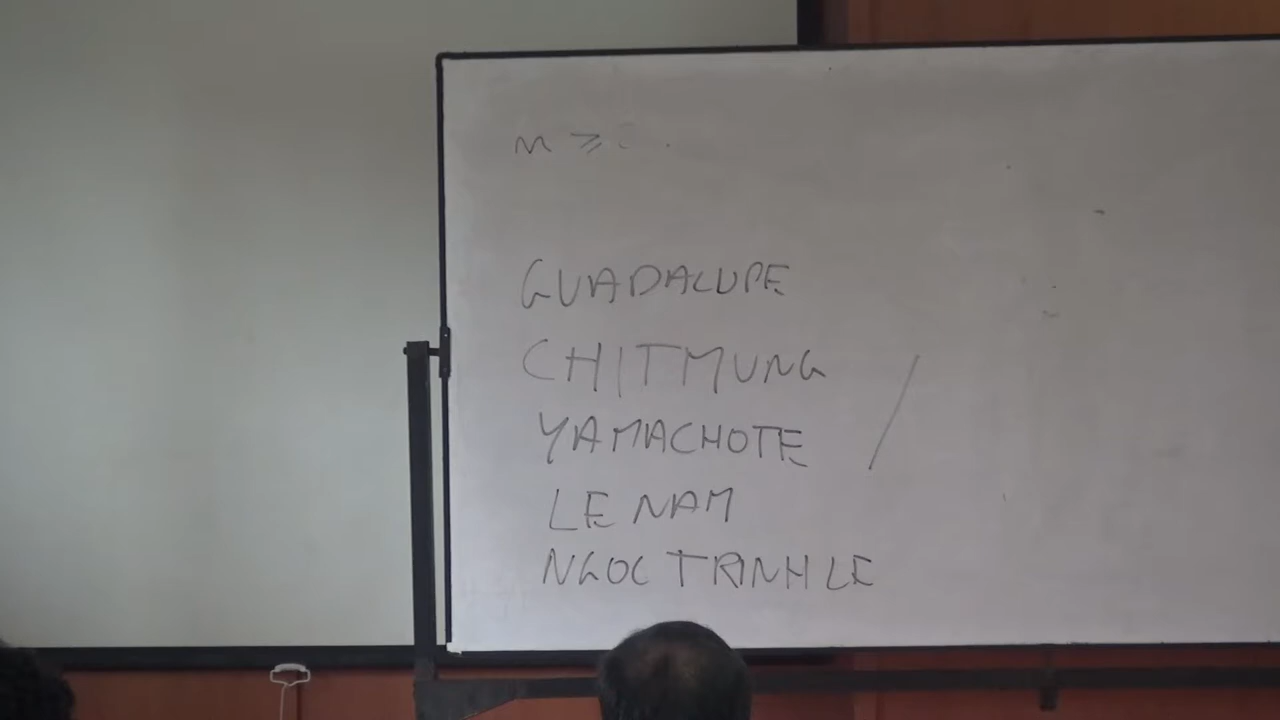 m ⩾
GUADALUPE
CHITMUNG
YAMACHOTE
LE NAM
NGOC TRINH LE